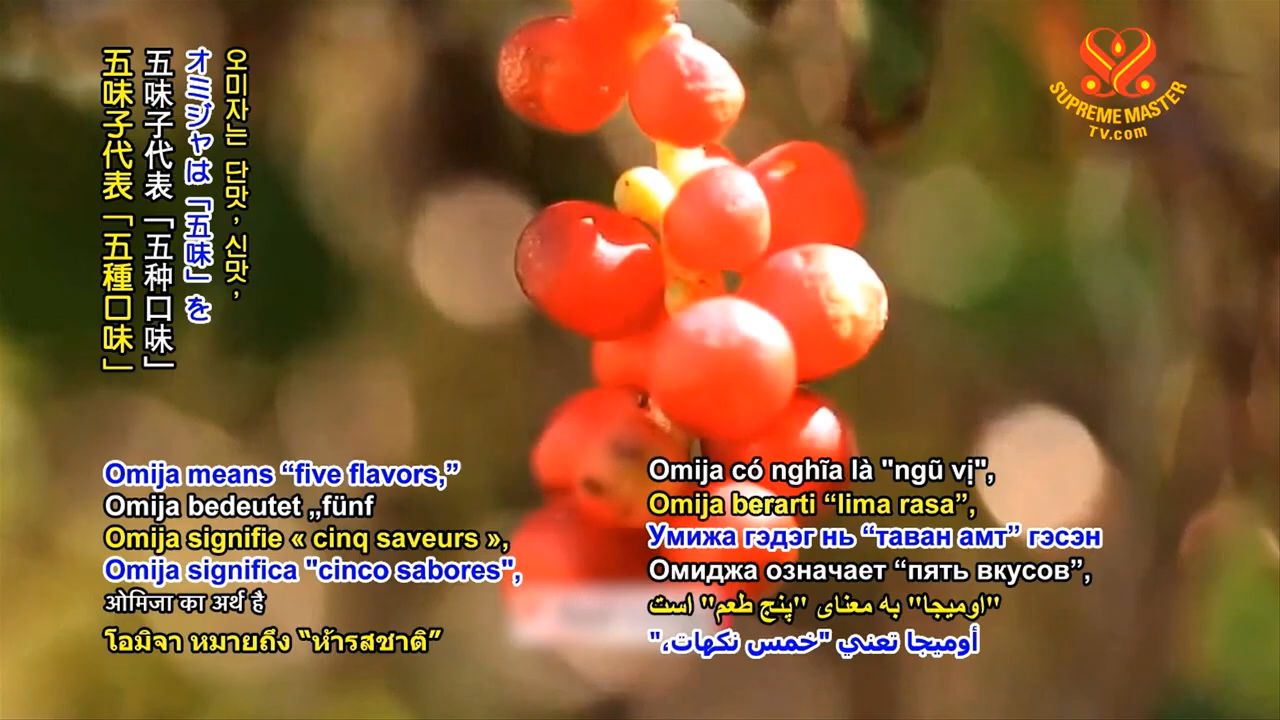 오미자는 단맛, 신맛,
オミジャは「五味」を
五味子代表「五种口味」
五味子代表「五種口味」
SUPREME MASTER
TV.com
Omija means “five flavors,”
Omija bedeutet „fünf
Omija signifie « cinq saveurs »,
Omija significa "cinco sabores",
ओमिजा का अर्थ है
โอมิจา หมายถึง “ห้ารสชาติ”
Omija có nghĩa là "ngũ vị",
Omija berarti “lima rasa”,
Умижа гэдэг нь “таван амт” гэсэн
Омиджа означает “пять вкусов”,
"اومیجا" به معنای "پنج طعم" است
أوميجا تعني "خمس نكهات،"